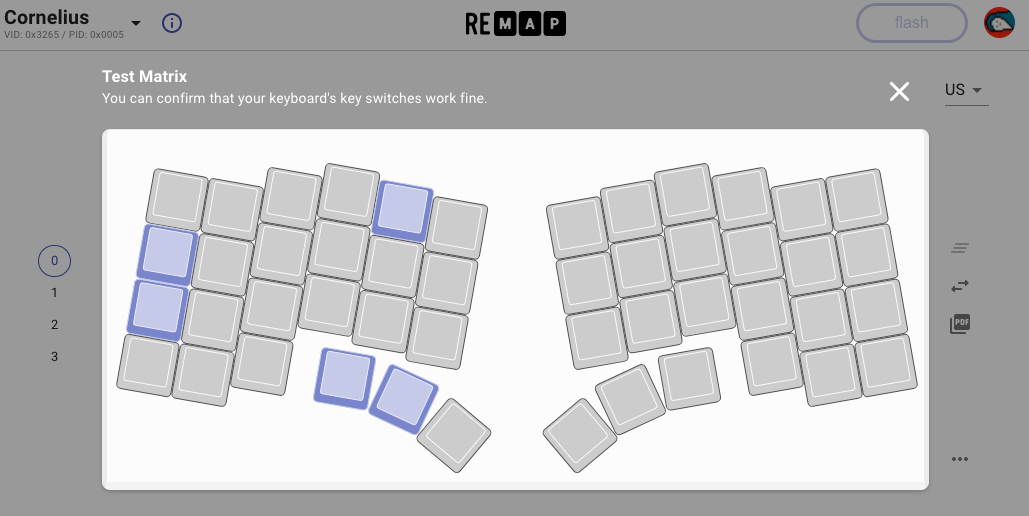 Cornelius
VID: 0x3265 / PID: 0x0005
REMAP
flash
Test Matrix
You can confirm that your keyboard's key switches work fine.
US
0
1
2
3
PDF